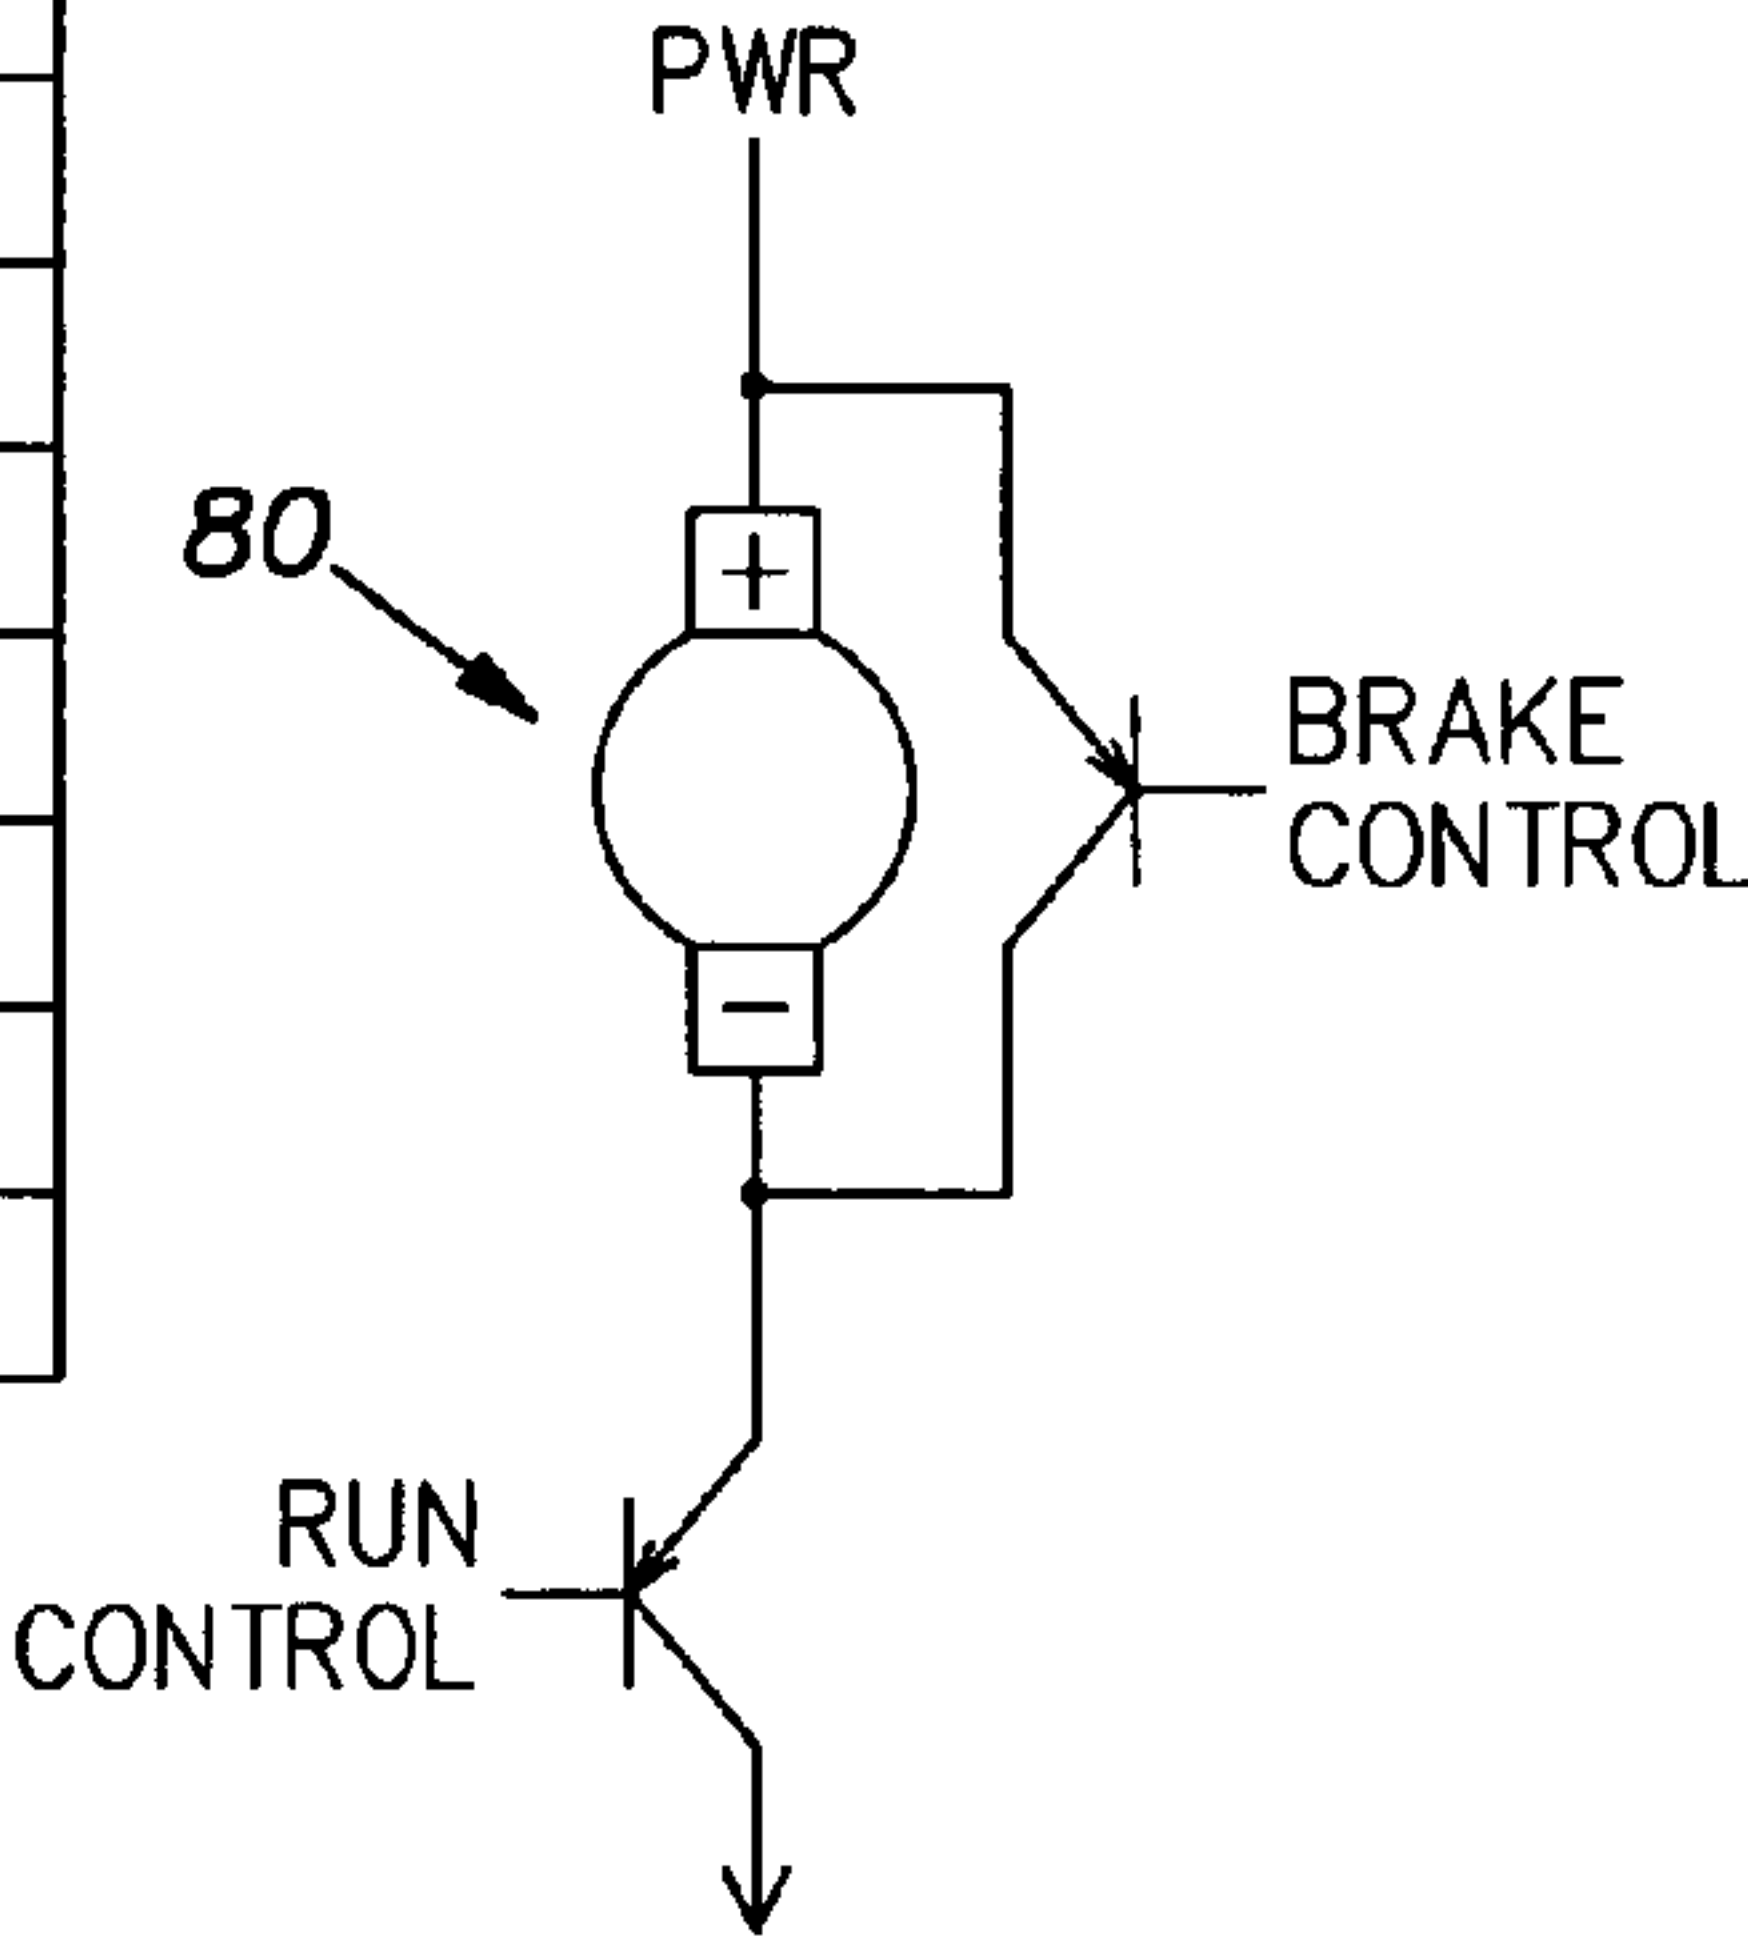 PWR
80
+
BRAKE
CONTROL
−
RUN
CONTROL